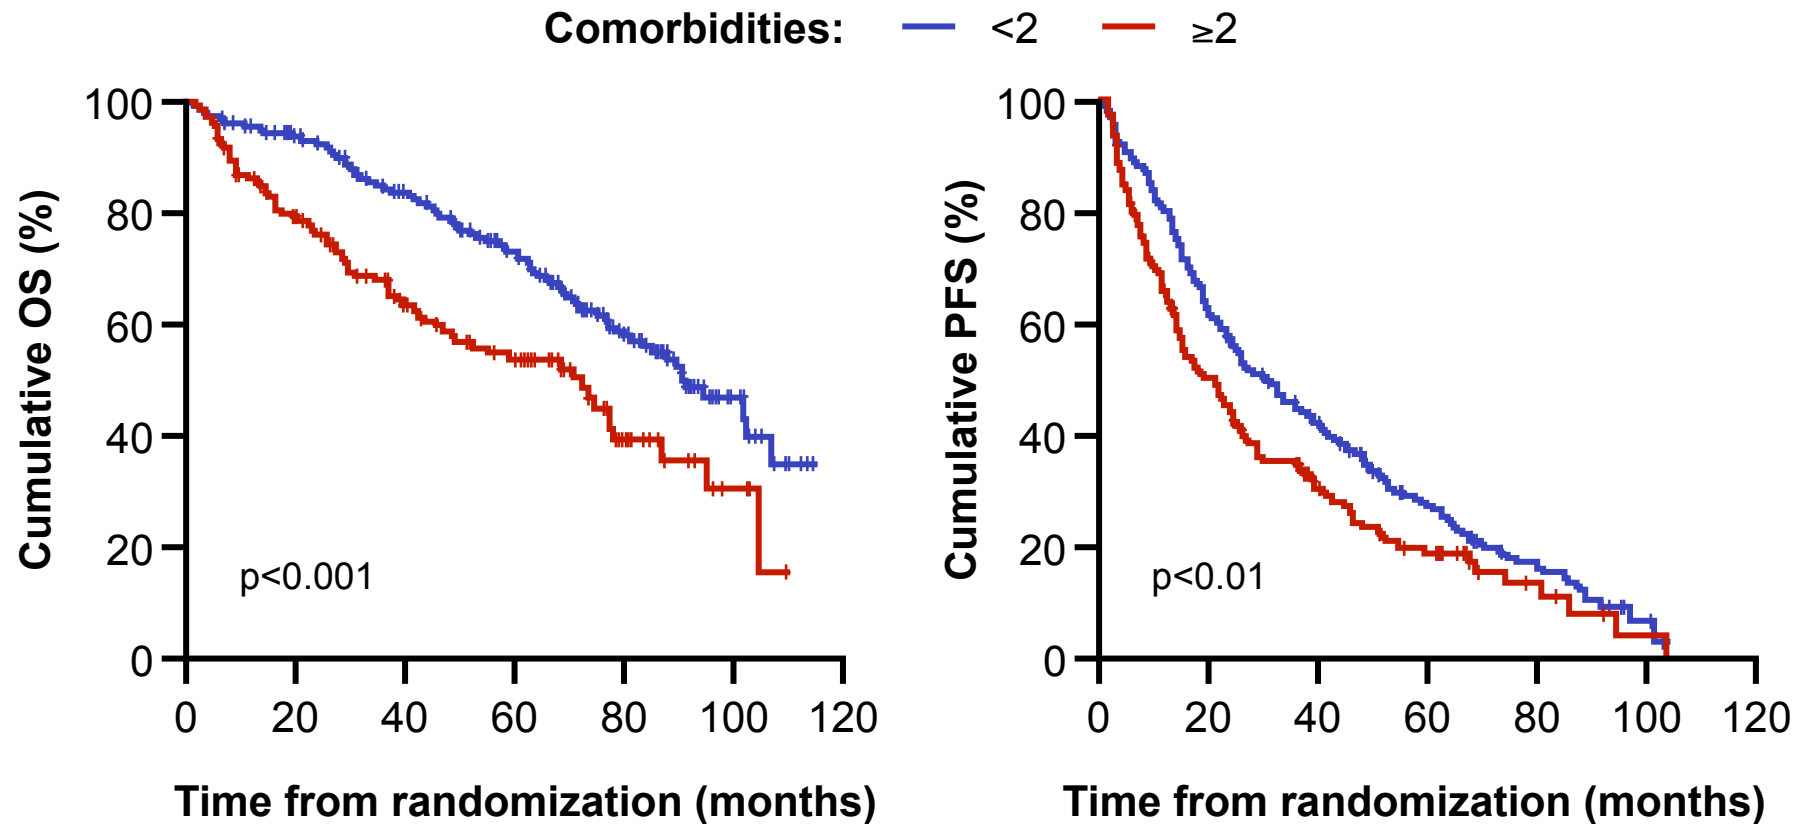 Comorbidities: <2 ≥2
Cumulative OS (%)
100
80
60
40
20
0
p<0.001
0 20 40 60 80 100 120
Time from randomization (months)
Cumulative PFS (%)
100
80
60
40
20
0
p<0.01
0 20 40 60 80 100 120
Time from randomization (months)